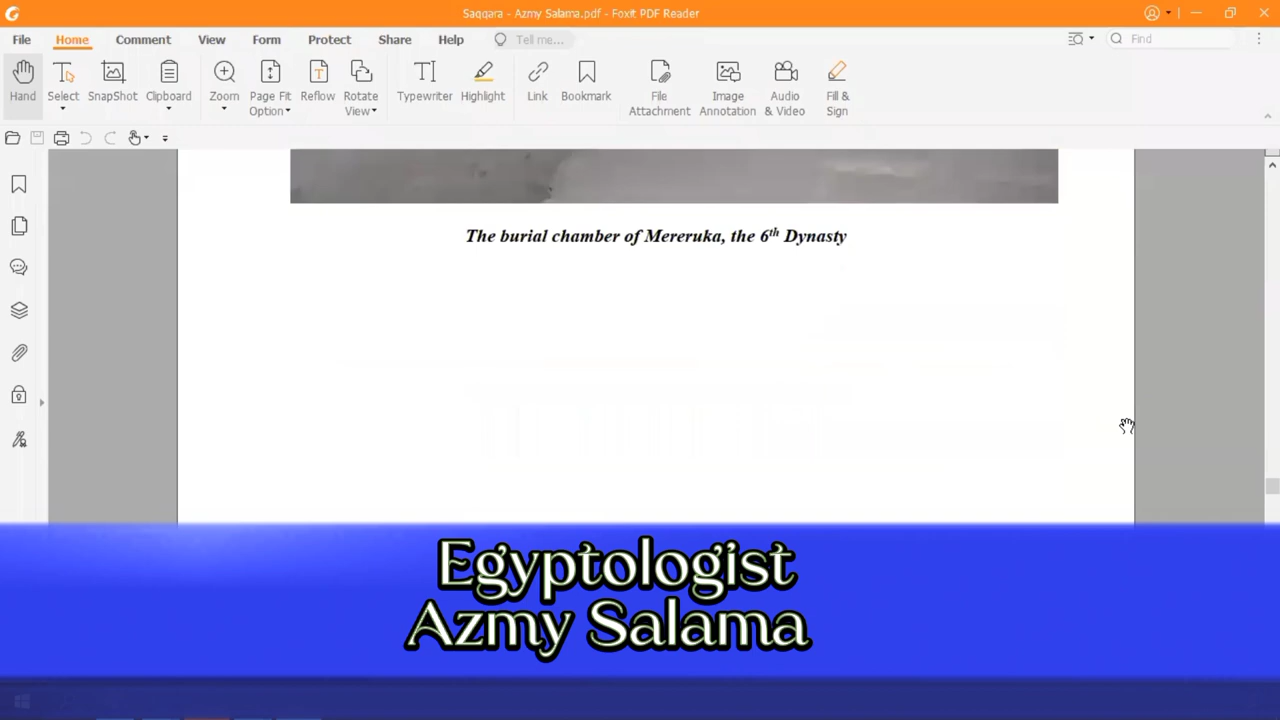 Saqqara - Azmy Salama.pdf - Foxit PDF Reader
File Home Comment View Form Protect Share Help Tell me... Find
Hand Select SnapShot Clipboard Zoom Page Fit Option Reflow Rotate View Typewriter Highlight Link Bookmark File Attachment Image Annotation Audio & Video Fill & Sign
The burial chamber of Mereruka, the 6th Dynasty
Egyptologist
Azmy Salama